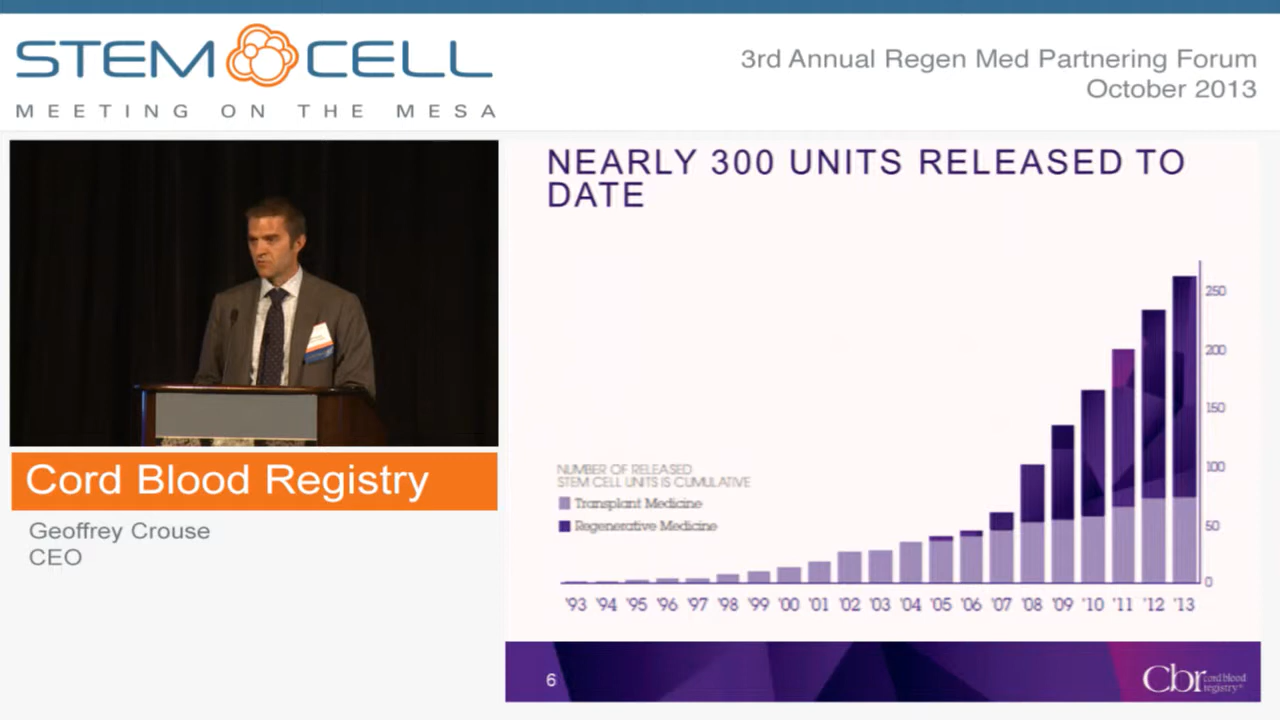 STEM CELL
MEETING ON THE MESA
3rd Annual Regen Med Partnering Forum
October 2013
NEARLY 300 UNITS RELEASED TO
DATE
NUMBER OF RELEASED
STEM CELL UNITS IS CUMULATIVE
Transplant Medicine
Regenerative Medicine
250
200
150
100
50
0
'93 '94 '95 '96 '97 '98 '99 '00 '01 '02 '03 '04 '05 '06 '07 '08 '09 '10 '11 '12 '13
6
Cbr cord blood
registry
Cord Blood Registry
Geoffrey Crouse
CEO